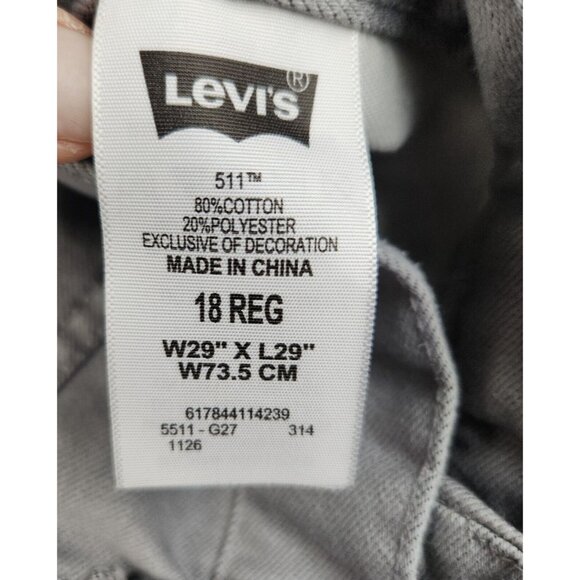 LEVI'S®
511™
80%COTTON
20%POLYESTER
EXCLUSIVE OF DECORATION
MADE IN CHINA
18 REG
W29" X L29"
W73.5 CM
617844114239
5511 - G27 314
1126